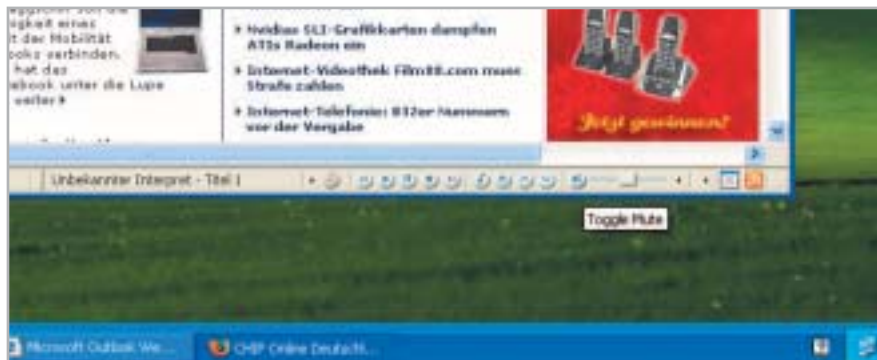 igkeit eines
t der Mobilität
ooks verbinden.
hat das
ebook unter die Lupe
weiter
Nvidias SLI-Grafikkarten dampfen
ATIs Radeon ein
Internet-Videothek Film88.com muss
Strafe zahlen
Internet-Telefonie: 032er Nummern
vor der Vergabe
Jetzt gewinnen!
Unbekannter Interpret - Titel 1
Toggle Mute
Microsoft Outlook We...
CHIP Online Deutschl...